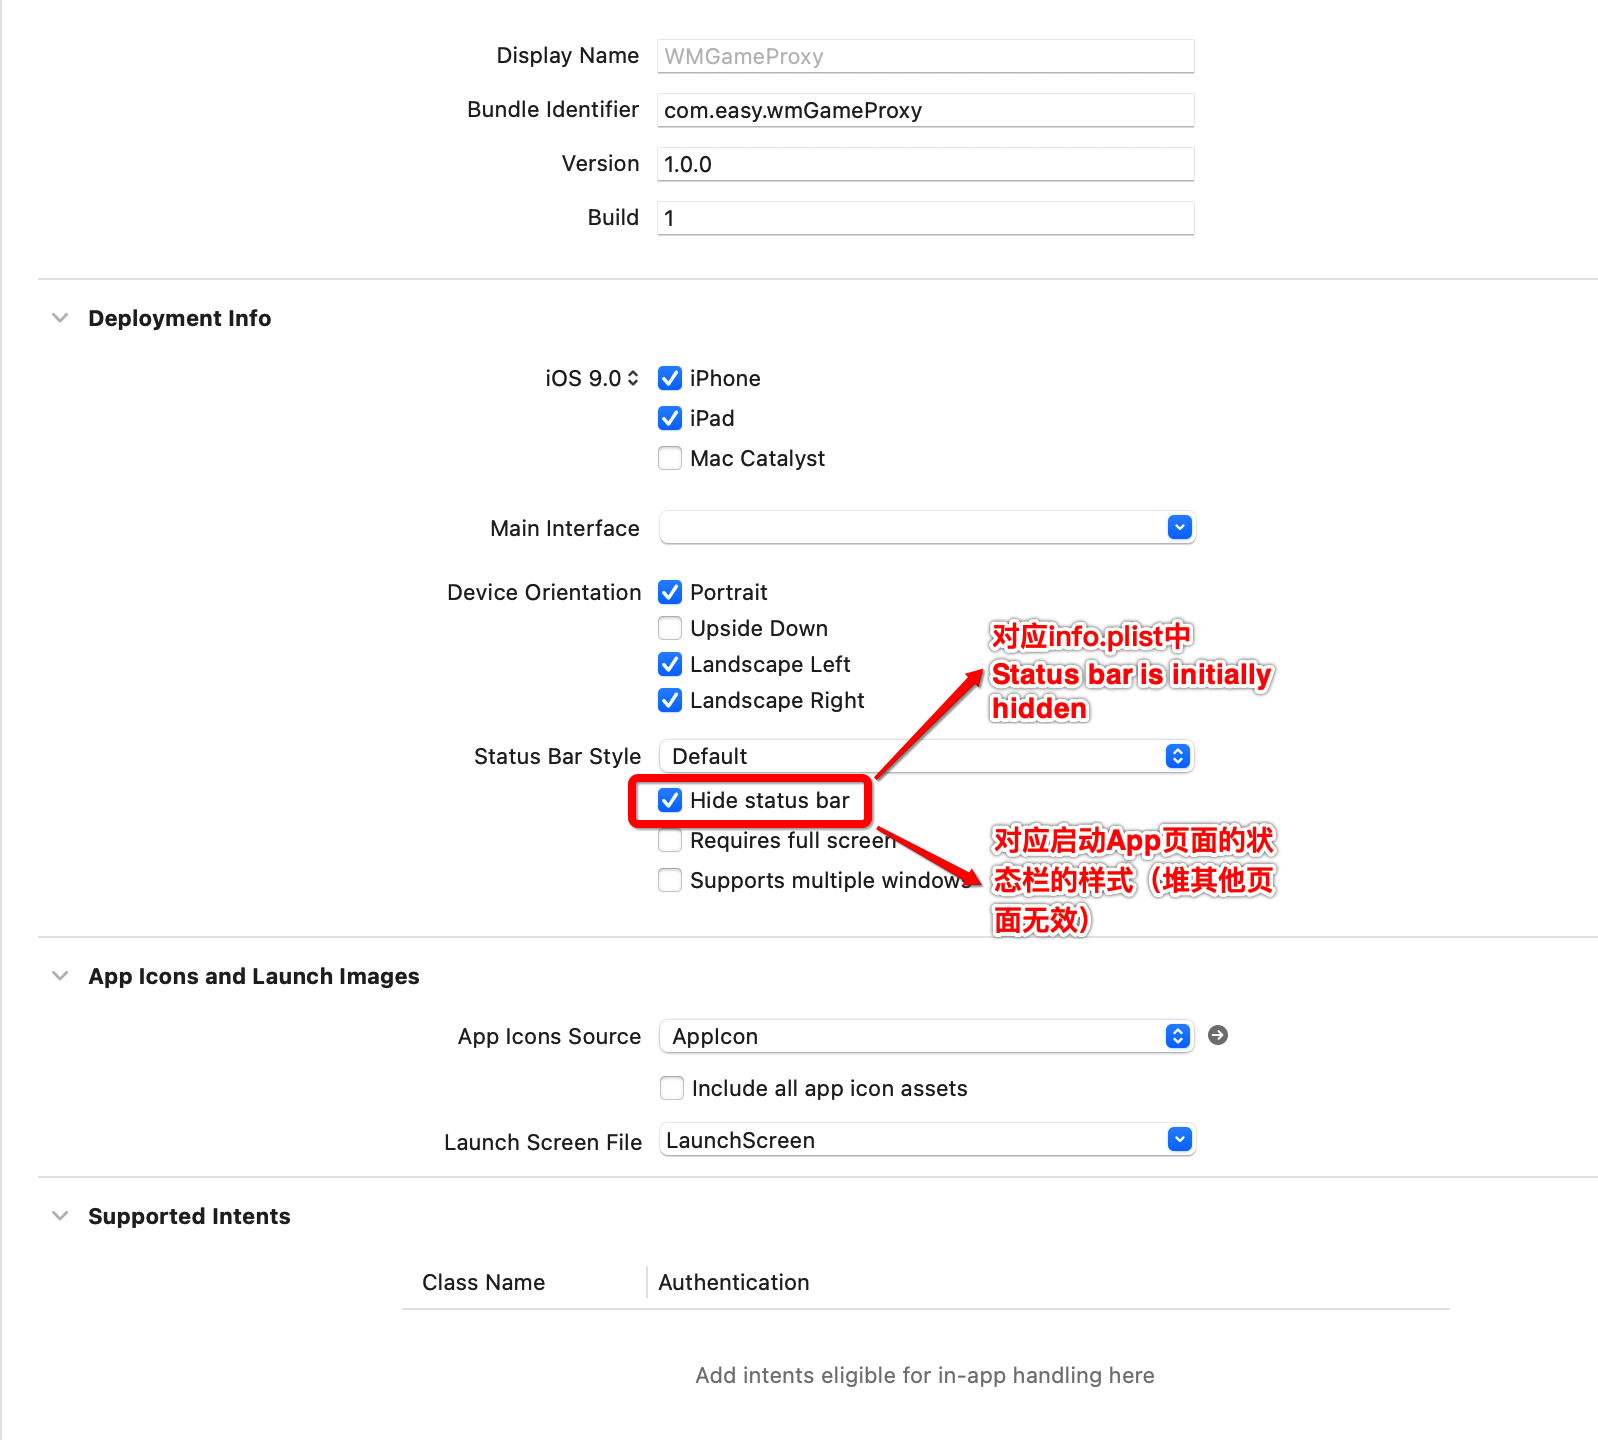 Display Name WMGameProxy
Bundle Identifier com.easy.wmGameProxy
Version 1.0.0
Build 1
Deployment Info
iOS 9.0 iPhone
iPad
Mac Catalyst
Main Interface
Device Orientation Portrait
Upside Down
Landscape Left
Landscape Right
对应info.plist中
Status bar is initially
hidden
Status Bar Style Default
Hide status bar
Requires full screen
Supports multiple windows
对应启动App页面的状
态栏的样式（堆其他页
面无效）
App Icons and Launch Images
App Icons Source AppIcon
Include all app icon assets
Launch Screen File LaunchScreen
Supported Intents
Class Name Authentication
Add intents eligible for in-app handling here